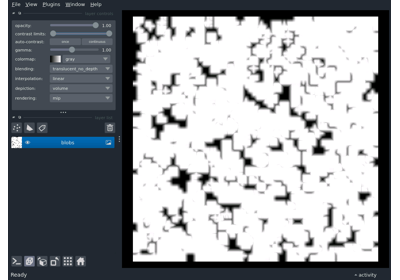 File View Plugins Window Help
opacity: 1.00
contrast limits:
auto-contrast: once continuous
gamma: 1.00
colormap: gray
blending: translucent_no_depth
interpolation: linear
depiction: volume
rendering: mip
blobs
Ready
activity